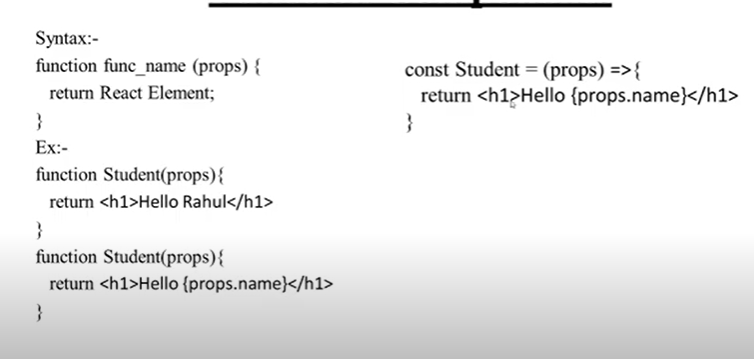 Syntax:-
function func_name (props) {
return React Element;
}
Ex:-
function Student(props){
return <h1>Hello Rahul</h1>
}
function Student(props){
return <h1>Hello {props.name}</h1>
}
const Student = (props) =>{
return <h1>Hello {props.name}</h1>
}